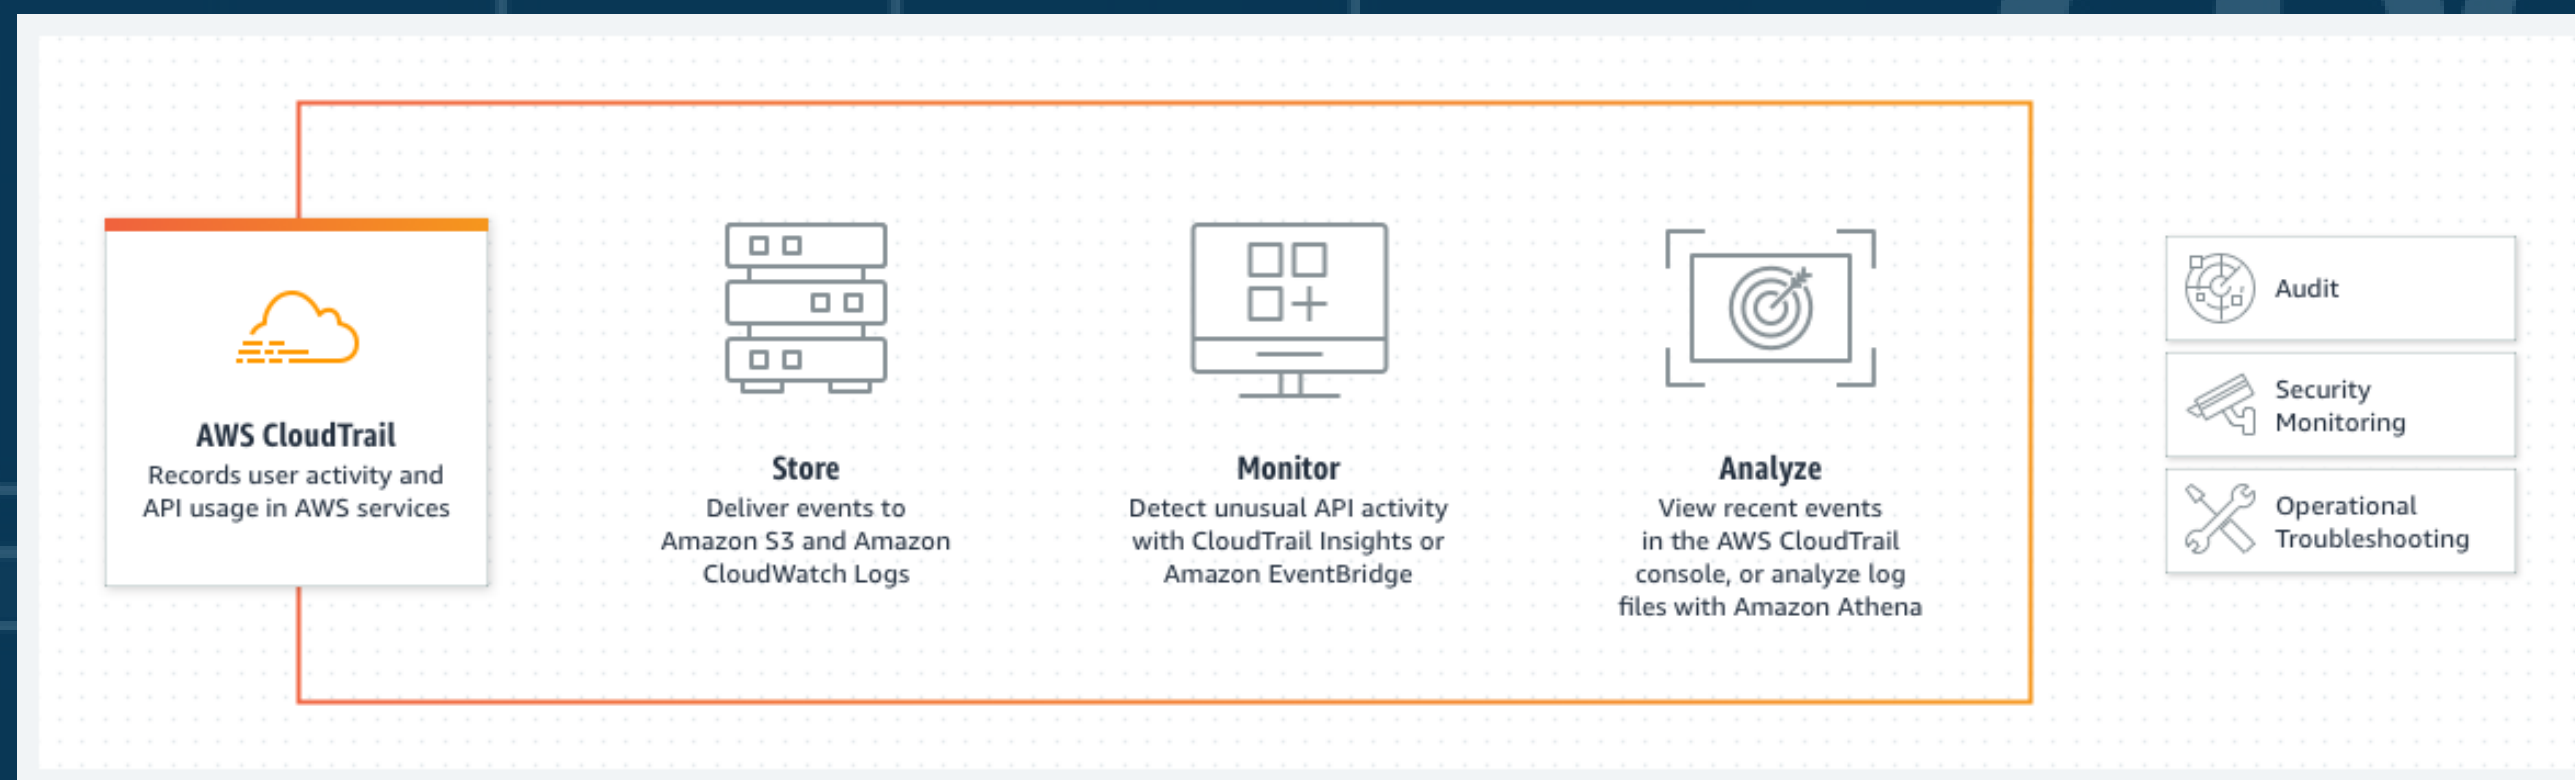 AWS CloudTrail
Records user activity and
API usage in AWS services
Store
Deliver events to
Amazon S3 and Amazon
CloudWatch Logs
Monitor
Detect unusual API activity
with CloudTrail Insights or
Amazon EventBridge
Analyze
View recent events
in the AWS CloudTrail
console, or analyze log
files with Amazon Athena
Audit
Security
Monitoring
Operational
Troubleshooting